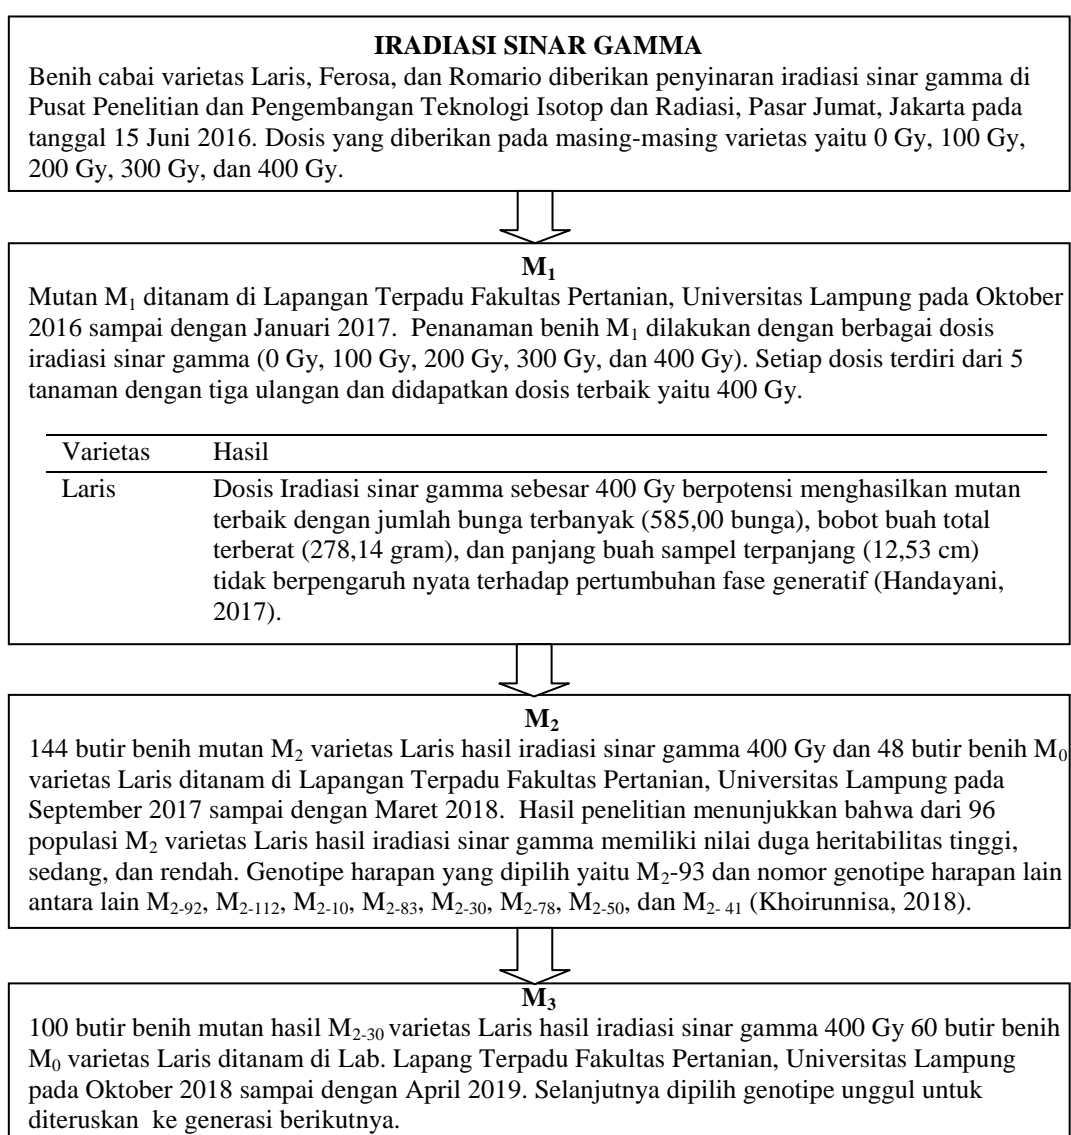 IRADIASI SINAR GAMMA
Benih cabai varietas Laris, Ferosa, dan Romario diberikan penyinaran iradiasi sinar gamma di
Pusat Penelitian dan Pengembangan Teknologi Isotop dan Radiasi, Pasar Jumat, Jakarta pada
tanggal 15 Juni 2016. Dosis yang diberikan pada masing-masing varietas yaitu 0 Gy, 100 Gy,
200 Gy, 300 Gy, dan 400 Gy.
M₁
Mutan M₁ ditanam di Lapangan Terpadu Fakultas Pertanian, Universitas Lampung pada Oktober
2016 sampai dengan Januari 2017. Penanaman benih M₁ dilakukan dengan berbagai dosis
iradiasi sinar gamma (0 Gy, 100 Gy, 200 Gy, 300 Gy, dan 400 Gy). Setiap dosis terdiri dari 5
tanaman dengan tiga ulangan dan didapatkan dosis terbaik yaitu 400 Gy.
Varietas Hasil
Laris Dosis Iradiasi sinar gamma sebesar 400 Gy berpotensi menghasilkan mutan
terbaik dengan jumlah bunga terbanyak (585,00 bunga), bobot buah total
terberat (278,14 gram), dan panjang buah sampel terpanjang (12,53 cm)
tidak berpengaruh nyata terhadap pertumbuhan fase generatif (Handayani,
2017).
M₂
144 butir benih mutan M₂ varietas Laris hasil iradiasi sinar gamma 400 Gy dan 48 butir benih M₀
varietas Laris ditanam di Lapangan Terpadu Fakultas Pertanian, Universitas Lampung pada
September 2017 sampai dengan Maret 2018. Hasil penelitian menunjukkan bahwa dari 96
populasi M₂ varietas Laris hasil iradiasi sinar gamma memiliki nilai duga heritabilitas tinggi,
sedang, dan rendah. Genotipe harapan yang dipilih yaitu M₂-93 dan nomor genotipe harapan lain
antara lain M₂₋₉₂, M₂₋₁₁₂, M₂₋₁₀, M₂₋₈₃, M₂₋₃₀, M₂₋₇₈, M₂₋₅₀, dan M₂₋ ₄₁ (Khoirunnisa, 2018).
M₃
100 butir benih mutan hasil M₂₋₃₀ varietas Laris hasil iradiasi sinar gamma 400 Gy 60 butir benih
M₀ varietas Laris ditanam di Lab. Lapang Terpadu Fakultas Pertanian, Universitas Lampung
pada Oktober 2018 sampai dengan April 2019. Selanjutnya dipilih genotipe unggul untuk
diteruskan ke generasi berikutnya.